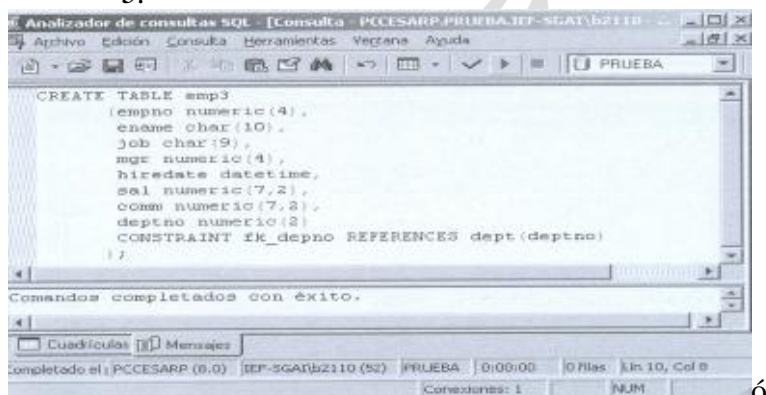 Analizador de consultas SQL - [Consulta - PCCESARP.PRUEBA.IEF-SGAI\b2110 -
Archivo Edición Consulta Herramientas Ventana Ayuda
PRUEBA
CREATE TABLE emp3
(empno numeric(4),
ename char(10),
job char(9),
mgr numeric(4),
hiredate datetime,
sal numeric(7,2),
comm numeric(7,2),
deptno numeric(2)
CONSTRAINT fk_depno REFERENCES dept(deptno)
);
Comandos completados con éxito.
Cuadrículas Mensajes
Completado el PCCESARP (8.0) IEF-SGAI\b2110 (52) PRUEBA 0:00:00 0 filas Lin 10, Col 8
Conexiones: 1 NUM
ó